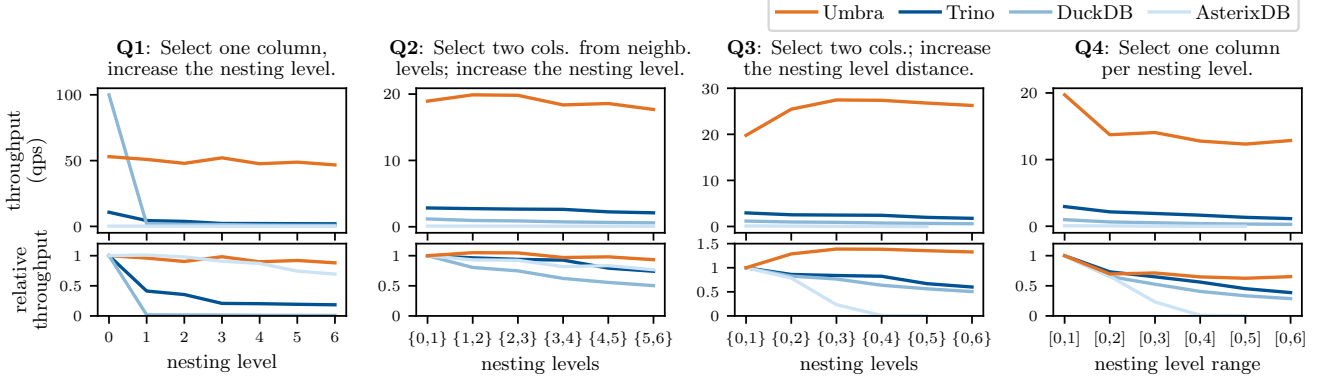 Umbra Trino DuckDB AsterixDB
Q1: Select one column,
increase the nesting level.
Q2: Select two cols. from neighb.
levels; increase the nesting level.
Q3: Select two cols.; increase
the nesting level distance.
Q4: Select one column
per nesting level.
throughput
(qps)
100
50
0
20
10
0
30
20
10
0
20
10
0
relative
throughput
1
0.5
0
1
0.5
0
1.5
1
0.5
0
1
0.5
0
0 1 2 3 4 5 6
nesting level
{0,1} {1,2} {2,3} {3,4} {4,5} {5,6}
nesting levels
{0,1} {0,2} {0,3} {0,4} {0,5} {0,6}
nesting levels
[0,1] [0,2] [0,3] [0,4] [0,5] [0,6]
nesting level range